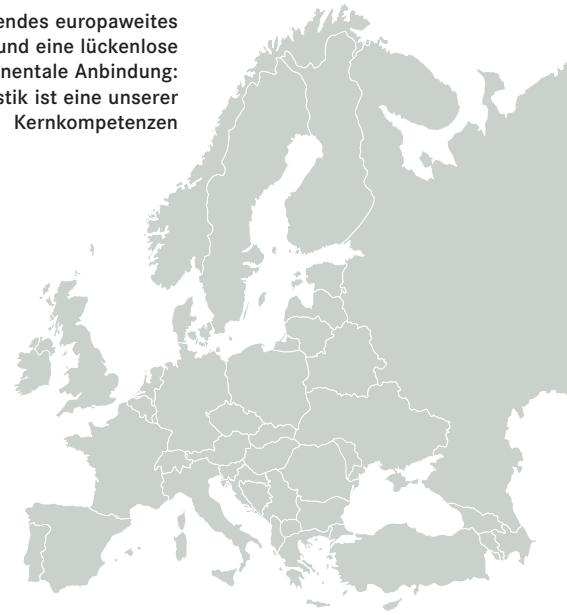 endes europaweites
und eine lückenlose
nentale Anbindung:
stik ist eine unserer
Kernkompetenzen